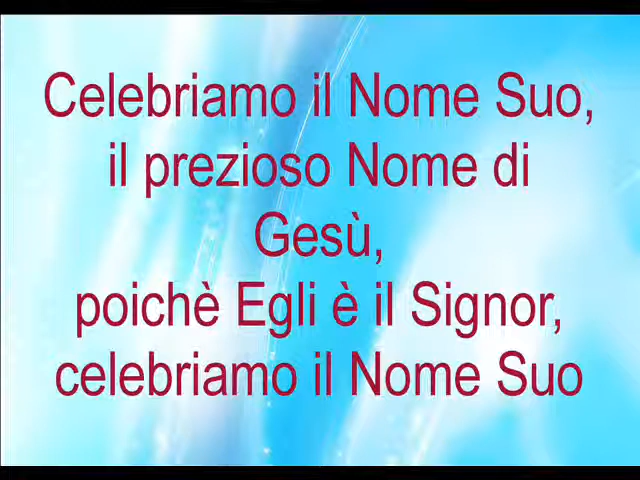 Celebriamo il Nome Suo,
il prezioso Nome di
Gesù,
poichè Egli è il Signor,
celebriamo il Nome Suo